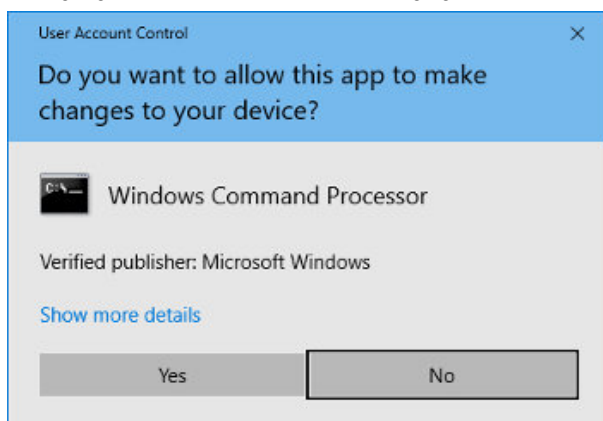 User Account Control
Do you want to allow this app to make
changes to your device?
C:\
Windows Command Processor
Verified publisher: Microsoft Windows
Show more details
Yes
No